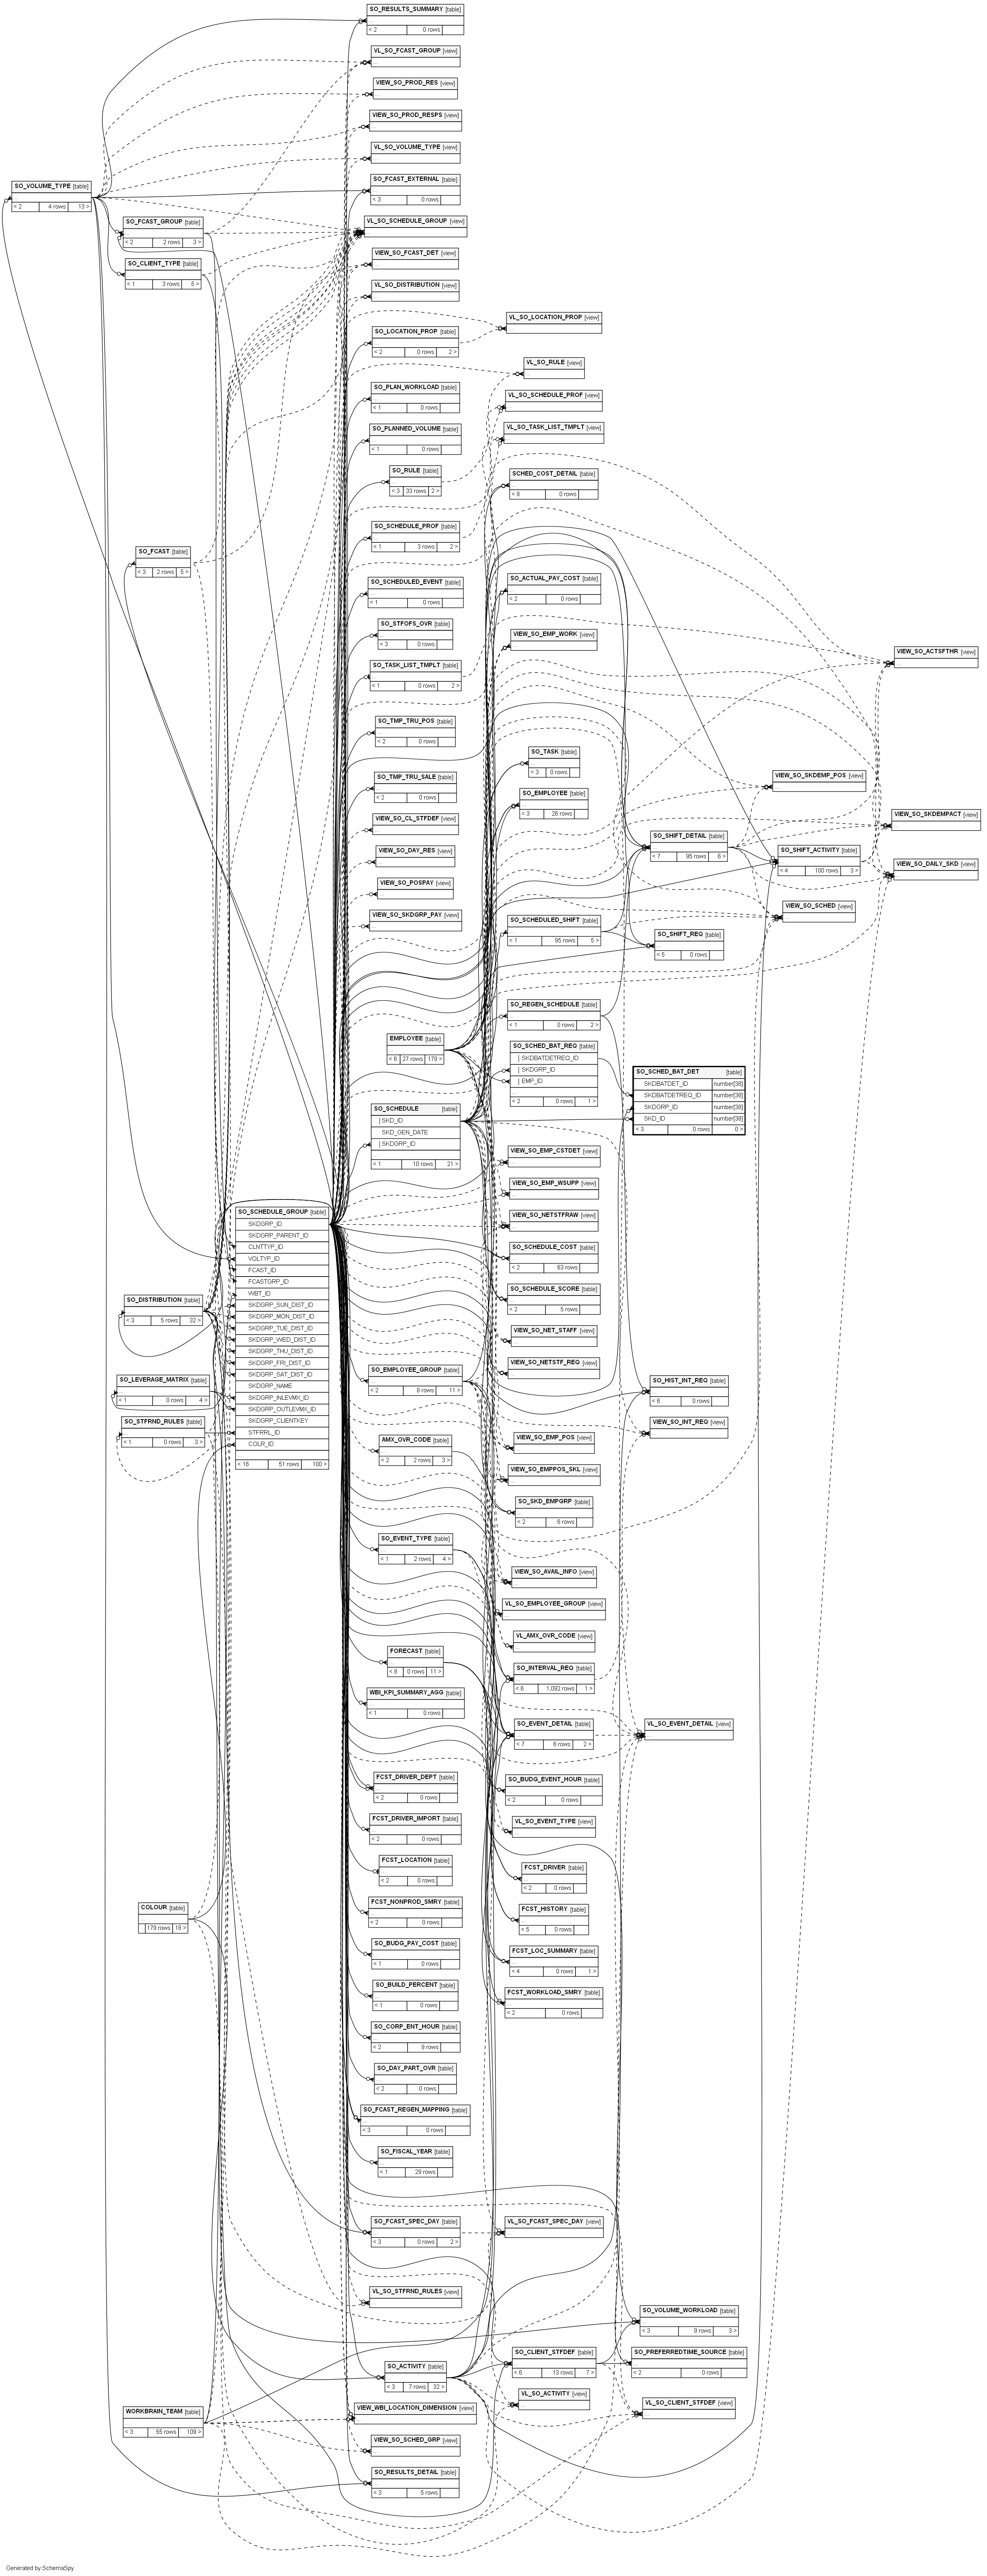 SO_RESULTS_SUMMARY [table]
...
< 2 0 rows
VL_SO_FCAST_GROUP [view]
...
VIEW_SO_PROD_RES [view]
...
VIEW_SO_PROD_RESPS [view]
...
VL_SO_VOLUME_TYPE [view]
...
SO_VOLUME_TYPE [table]
...
< 2 4 rows 13 >
SO_FCAST_EXTERNAL [table]
...
< 3 0 rows
SO_FCAST_GROUP [table]
...
< 2 2 rows 3 >
VL_SO_SCHEDULE_GROUP [view]
...
SO_CLIENT_TYPE [table]
...
< 1 3 rows 5 >
VIEW_SO_FCAST_DET [view]
...
VL_SO_DISTRIBUTION [view]
...
VL_SO_LOCATION_PROP [view]
...
SO_LOCATION_PROP [table]
...
< 2 0 rows 2 >
VL_SO_RULE [view]
...
SO_PLAN_WORKLOAD [table]
...
< 1 0 rows
VL_SO_SCHEDULE_PROF [view]
...
SO_PLANNED_VOLUME [table]
...
< 1 0 rows
VL_SO_TASK_LIST_TMPLT [view]
...
SO_RULE [table]
...
< 3 33 rows 2 >
SCHED_COST_DETAIL [table]
...
< 8 0 rows
SO_SCHEDULE_PROF [table]
...
< 1 3 rows 2 >
SO_FCAST [table]
...
< 3 2 rows 5 >
SO_SCHEDULED_EVENT [table]
...
< 1 0 rows
SO_ACTUAL_PAY_COST [table]
...
< 2 0 rows
SO_STFOFS_OVR [table]
...
< 3 0 rows
VIEW_SO_EMP_WORK [view]
...
VIEW_SO_ACTSFTHR [view]
...
SO_TASK_LIST_TMPLT [table]
...
< 1 0 rows 2 >
SO_TMP_TRU_POS [table]
...
< 2 0 rows
SO_TASK [table]
...
< 3 0 rows
SO_TMP_TRU_SALE [table]
...
< 2 0 rows
VIEW_SO_SKDEMP_POS [view]
...
SO_EMPLOYEE [table]
...
< 3 26 rows
VIEW_SO_CL_STFDEF [view]
...
VIEW_SO_SKDEMPACT [view]
...
SO_SHIFT_DETAIL [table]
...
< 7 95 rows 6 >
VIEW_SO_DAY_RES [view]
...
SO_SHIFT_ACTIVITY [table]
...
< 4 100 rows 3 >
VIEW_SO_DAILY_SKD [view]
...
VIEW_SO_POSPAY [view]
...
VIEW_SO_SCHED [view]
...
VIEW_SO_SKDGRP_PAY [view]
...
SO_SCHEDULED_SHIFT [table]
...
< 1 95 rows 5 >
SO_SHIFT_REQ [table]
...
< 5 0 rows
SO_REGEN_SCHEDULE [table]
...
< 1 0 rows 2 >
EMPLOYEE [table]
...
< 6 27 rows 179 >
SO_SCHED_BAT_REQ [table]
| SKDBATDETREQ_ID
| SKDGRP_ID
| EMP_ID
...
< 2 0 rows 1 >
SO_SCHED_BAT_DET [table]
SKDBATDET_ID number[38]
SKDBATDETREQ_ID number[38]
SKDGRP_ID number[38]
SKD_ID number[38]
< 3 0 rows 0 >
SO_SCHEDULE [table]
| SKD_ID
SKD_GEN_DATE
| SKDGRP_ID
...
< 1 10 rows 21 >
VIEW_SO_EMP_CSTDET [view]
...
VIEW_SO_EMP_WSUPP [view]
...
VIEW_SO_NETSTFRAW [view]
...
SO_SCHEDULE_COST [table]
...
< 2 63 rows
SO_SCHEDULE_GROUP [table]
SKDGRP_ID
SKDGRP_PARENT_ID
CLNTTYP_ID
VOLTYP_ID
FCAST_ID
FCASTGRP_ID
WBT_ID
SKDGRP_SUN_DIST_ID
SKDGRP_MON_DIST_ID
SKDGRP_TUE_DIST_ID
SKDGRP_WED_DIST_ID
SKDGRP_THU_DIST_ID
SKDGRP_FRI_DIST_ID
SKDGRP_SAT_DIST_ID
SKDGRP_NAME
SKDGRP_INLEVMX_ID
SKDGRP_OUTLEVMX_ID
SKDGRP_CLIENTKEY
STFRRL_ID
COLR_ID
...
< 16 51 rows 100 >
SO_DISTRIBUTION [table]
...
< 3 5 rows 32 >
SO_SCHEDULE_SCORE [table]
...
< 2 5 rows
VIEW_SO_NET_STAFF [view]
...
VIEW_SO_NETSTF_REQ [view]
...
SO_LEVERAGE_MATRIX [table]
...
< 1 0 rows 4 >
SO_EMPLOYEE_GROUP [table]
...
< 2 8 rows 11 >
SO_HIST_INT_REQ [table]
...
< 6 0 rows
SO_STFRND_RULES [table]
...
< 1 0 rows 3 >
VIEW_SO_INT_REQ [view]
...
AMX_OVR_CODE [table]
...
< 2 2 rows 3 >
VIEW_SO_EMP_POS [view]
...
VIEW_SO_EMPPOS_SKL [view]
...
SO_SKD_EMPGRP [table]
...
< 2 6 rows
SO_EVENT_TYPE [table]
...
< 1 2 rows 4 >
VIEW_SO_AVAIL_INFO [view]
...
VL_SO_EMPLOYEE_GROUP [view]
...
VL_AMX_OVR_CODE [view]
...
FORECAST [table]
...
< 8 0 rows 11 >
SO_INTERVAL_REQ [table]
...
< 6 1,092 rows 1 >
WBI_KPI_SUMMARY_AGG [table]
...
< 1 0 rows
SO_EVENT_DETAIL [table]
...
< 7 6 rows 2 >
VL_SO_EVENT_DETAIL [view]
...
FCST_DRIVER_DEPT [table]
...
< 2 0 rows
SO_BUDG_EVENT_HOUR [table]
...
< 2 0 rows
FCST_DRIVER_IMPORT [table]
...
< 2 0 rows
VL_SO_EVENT_TYPE [view]
...
FCST_LOCATION [table]
...
< 2 0 rows
FCST_DRIVER [table]
...
< 2 0 rows
COLOUR [table]
...
179 rows 18 >
FCST_NONPROD_SMRY [table]
...
< 2 0 rows
FCST_HISTORY [table]
...
< 5 0 rows
SO_BUDG_PAY_COST [table]
...
< 1 0 rows
FCST_LOC_SUMMARY [table]
...
< 4 0 rows 1 >
SO_BUILD_PERCENT [table]
...
< 1 0 rows
FCST_WORKLOAD_SMRY [table]
...
< 2 0 rows
SO_CORP_ENT_HOUR [table]
...
< 2 9 rows
SO_DAY_PART_OVR [table]
...
< 2 0 rows
SO_FCAST_REGEN_MAPPING [table]
...
< 3 0 rows
SO_FISCAL_YEAR [table]
...
< 1 29 rows
SO_FCAST_SPEC_DAY [table]
...
< 3 0 rows 2 >
VL_SO_FCAST_SPEC_DAY [view]
...
VL_SO_STFRND_RULES [view]
...
SO_VOLUME_WORKLOAD [table]
...
< 3 9 rows 3 >
SO_ACTIVITY [table]
...
< 3 7 rows 32 >
SO_CLIENT_STFDEF [table]
...
< 6 13 rows 7 >
SO_PREFERREDTIME_SOURCE [table]
...
< 2 0 rows
VL_SO_ACTIVITY [view]
...
VL_SO_CLIENT_STFDEF [view]
...
WORKBRAIN_TEAM [table]
...
< 3 55 rows 109 >
VIEW_WBI_LOCATION_DIMENSION [view]
...
VIEW_SO_SCHED_GRP [view]
...
SO_RESULTS_DETAIL [table]
...
< 3 5 rows
Generated by SchemaSpy